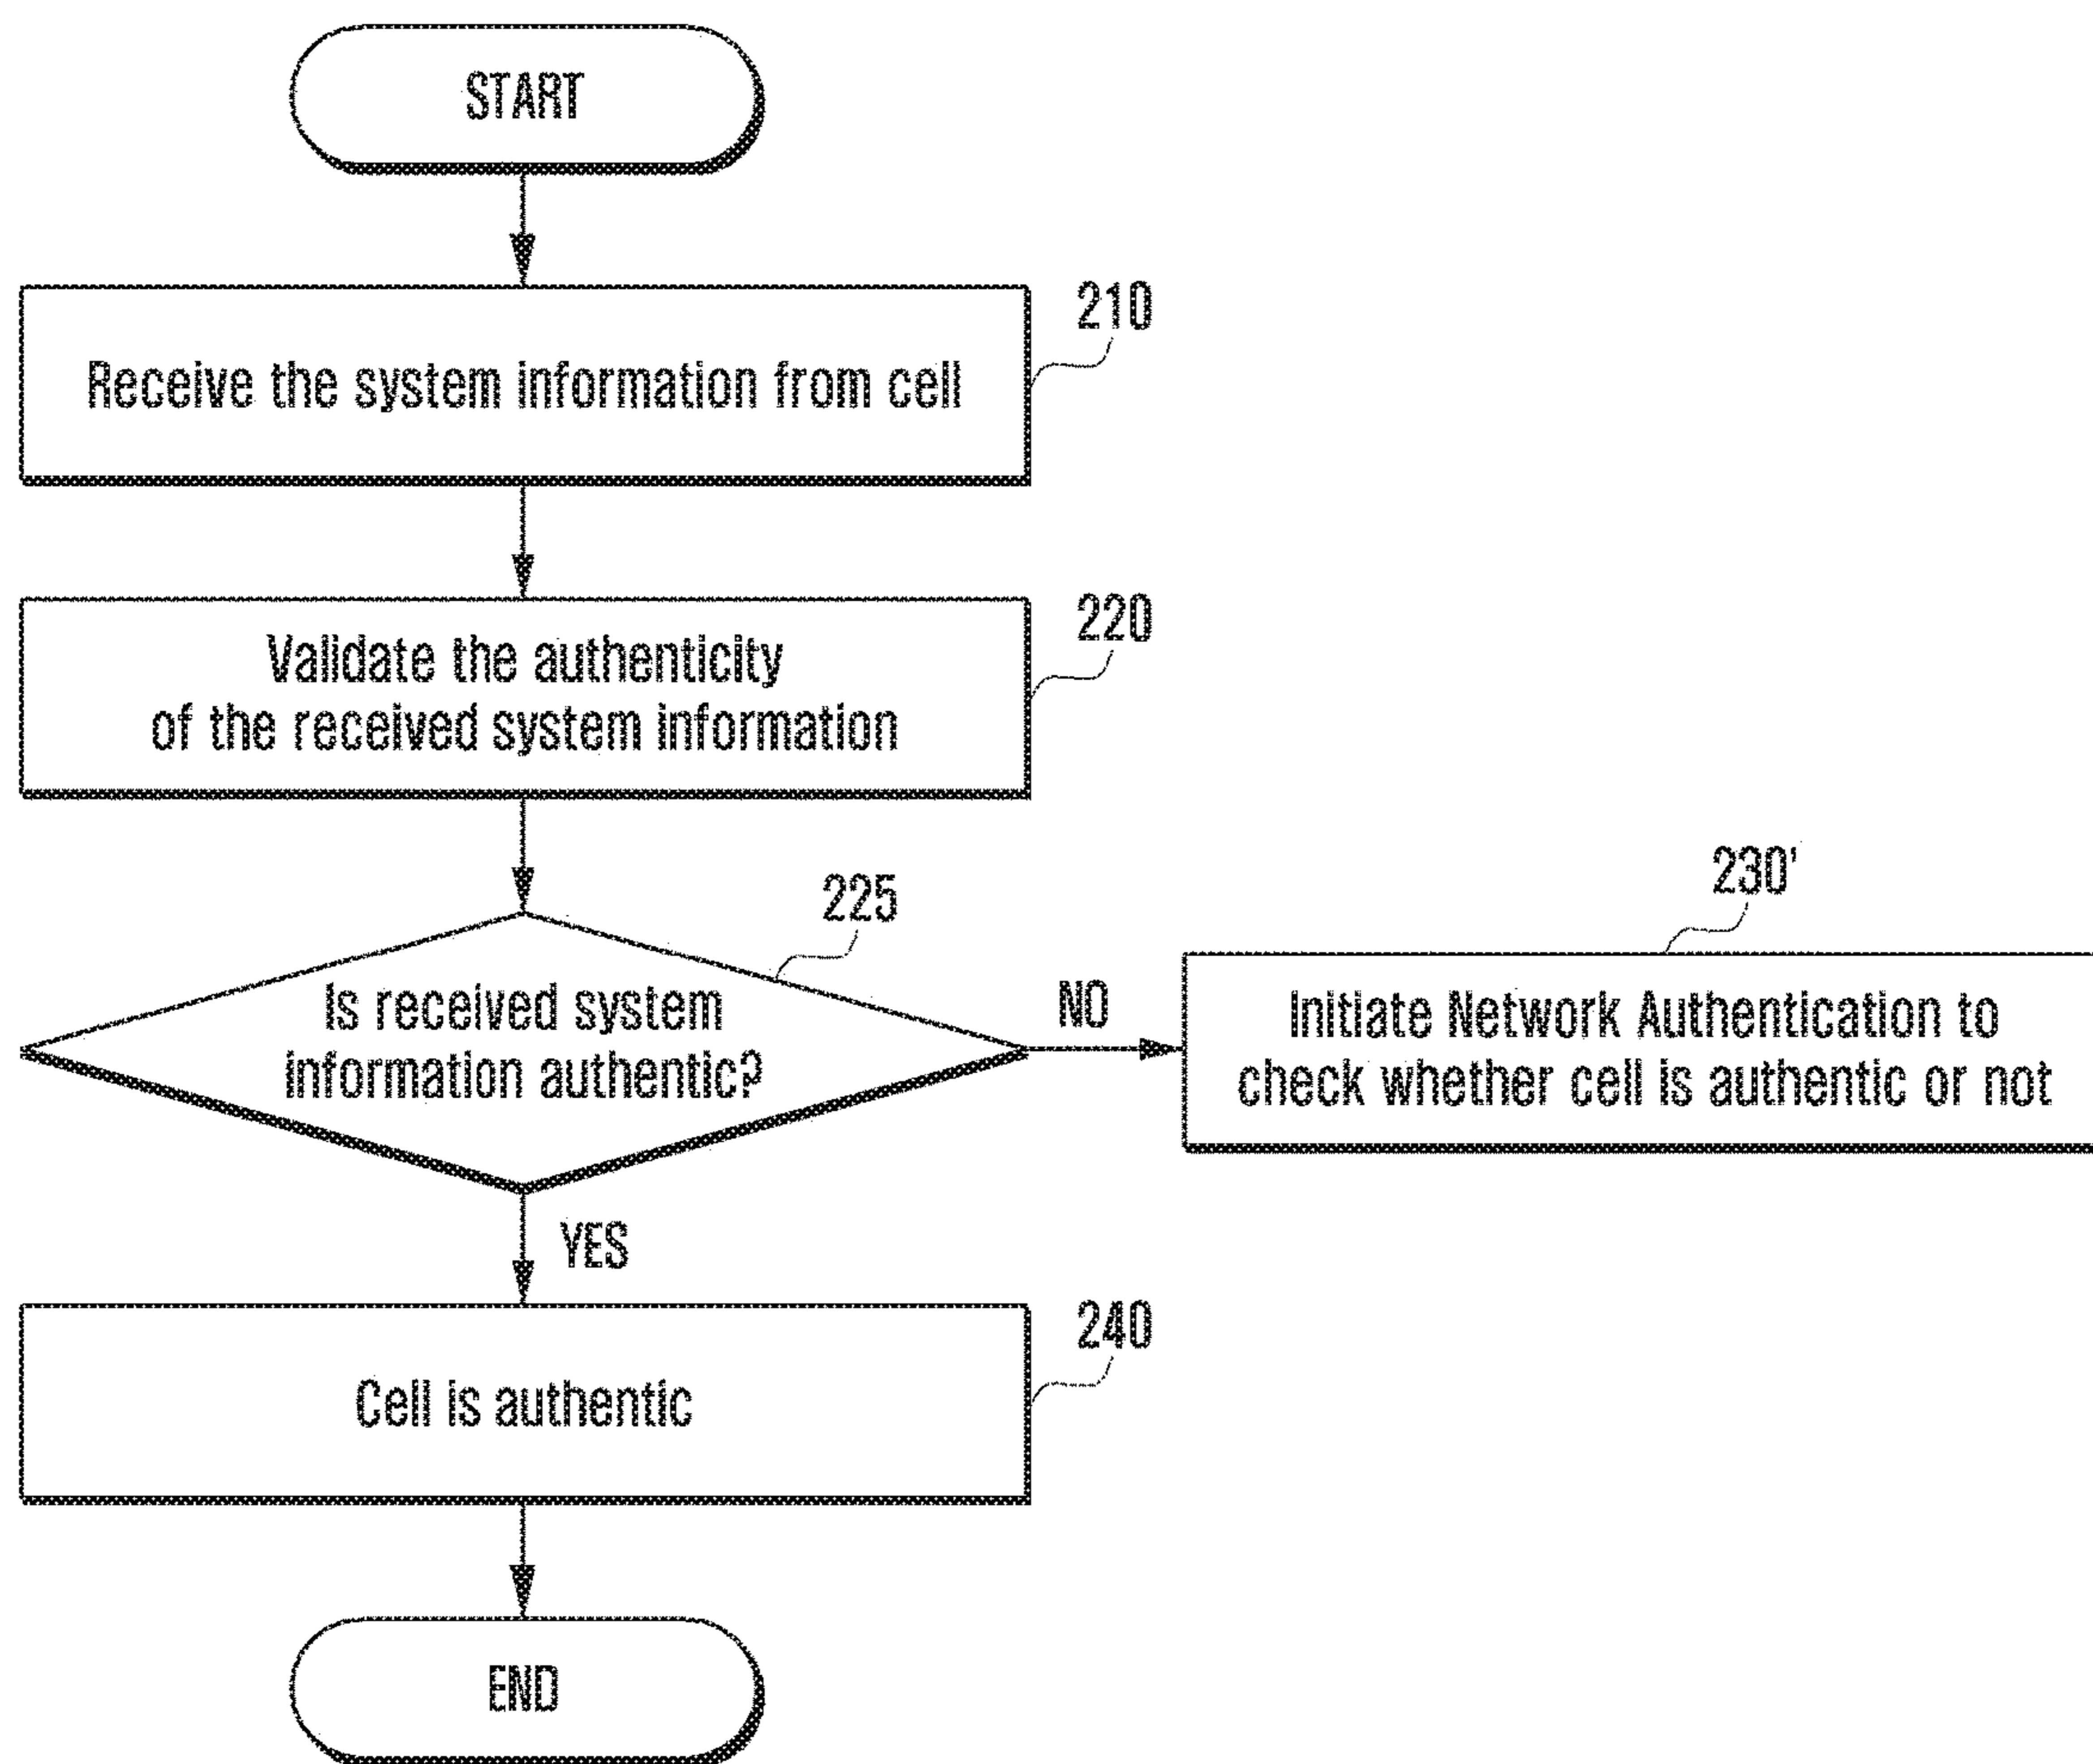 START
210
Receive the system information from cell
220
Validate the authenticity
of the received system information
225
Is received system
information authentic?
NO
230'
Initiate Network Authentication to
check whether cell is authentic or not
YES
240
Cell is authentic
END